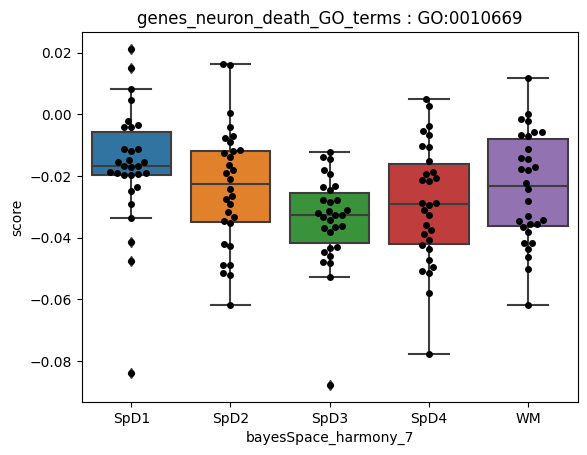 genes_neuron_death_GO_terms : GO:0010669
score
0.02
0.00
−0.02
−0.04
−0.06
−0.08
SpD1 SpD2 SpD3 SpD4 WM
bayesSpace_harmony_7